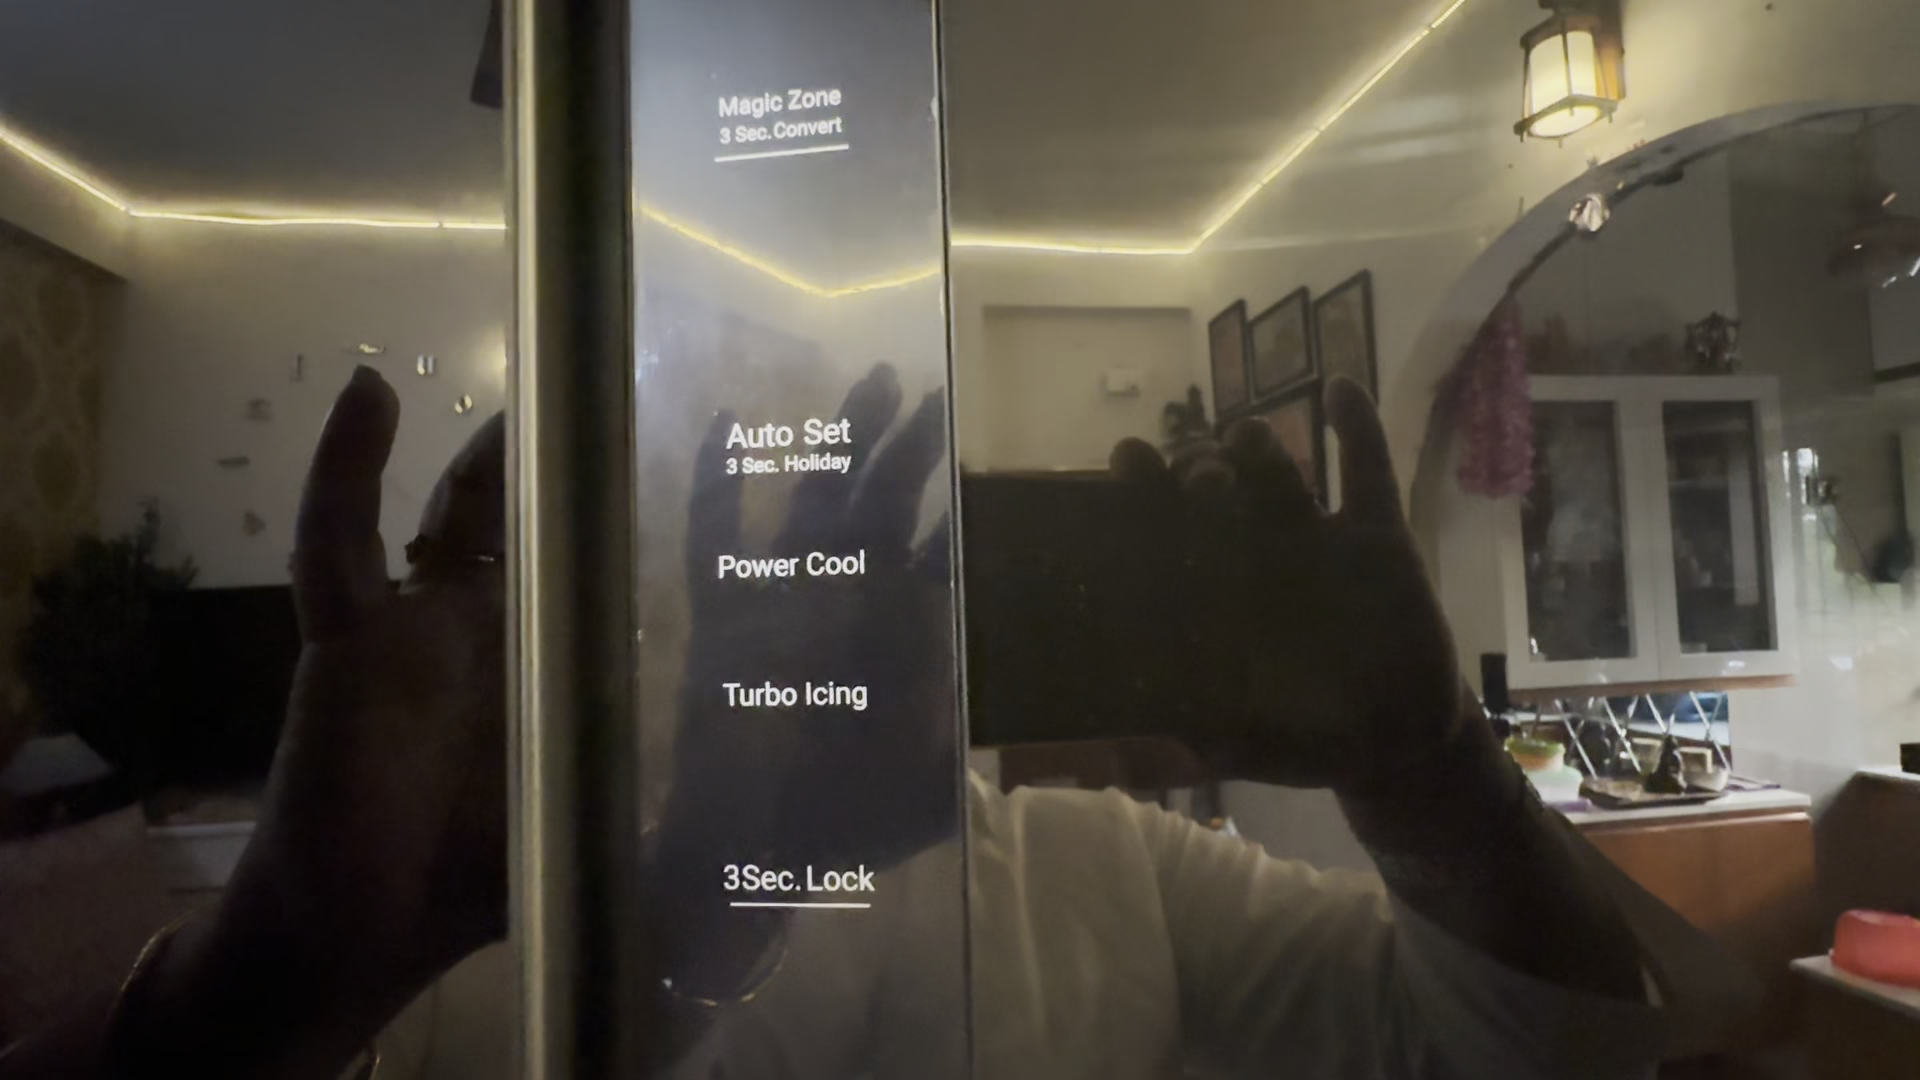 Magic Zone
3 Sec. Convert
Auto Set
3 Sec. Holiday
Power Cool
Turbo Icing
3Sec. Lock